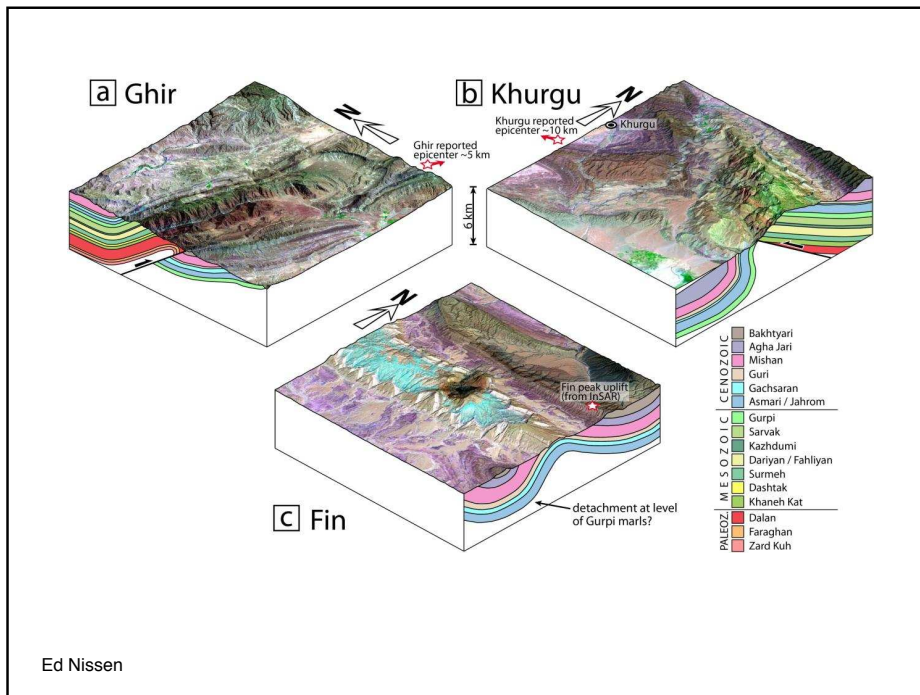 a Ghir
N
Ghir reported
epicenter ~5 km
b Khurgu
N
Khurgu reported
epicenter ~10 km
Khurgu
6 km
N
Fin peak uplift
(from InSAR)
c Fin
detachment at level
of Gurpi marls?
CENOZOIC
Bakhtyari
Agha Jari
Mishan
Guri
Gachsaran
Asmari / Jahrom
MESOZOIC
Gurpi
Sarvak
Kazhdumi
Dariyan / Fahliyan
Surmeh
Dashtak
Khaneh Kat
PALEOZ.
Dalan
Faraghan
Zard Kuh
Ed Nissen